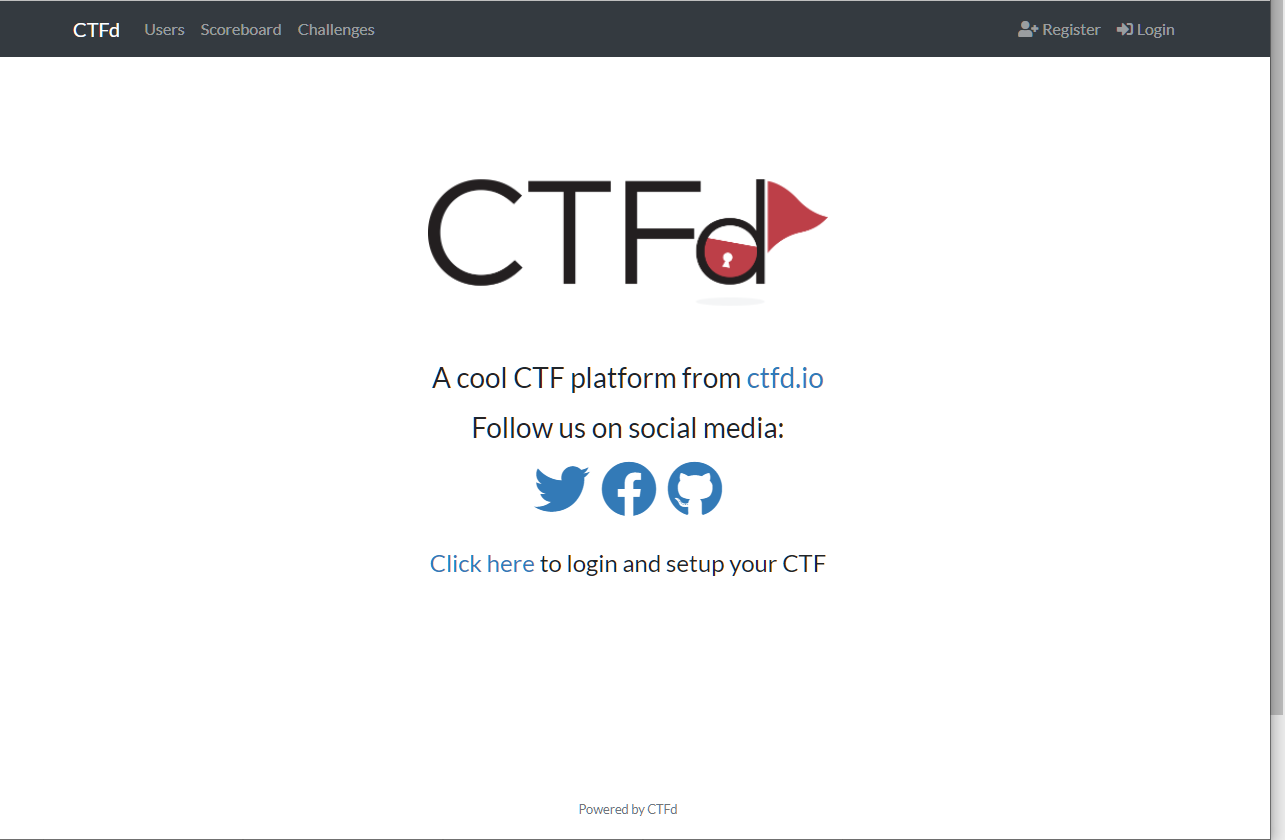 CTFd Users Scoreboard Challenges Register Login
CTFd
A cool CTF platform from ctfd.io
Follow us on social media:
Click here to login and setup your CTF
Powered by CTFd